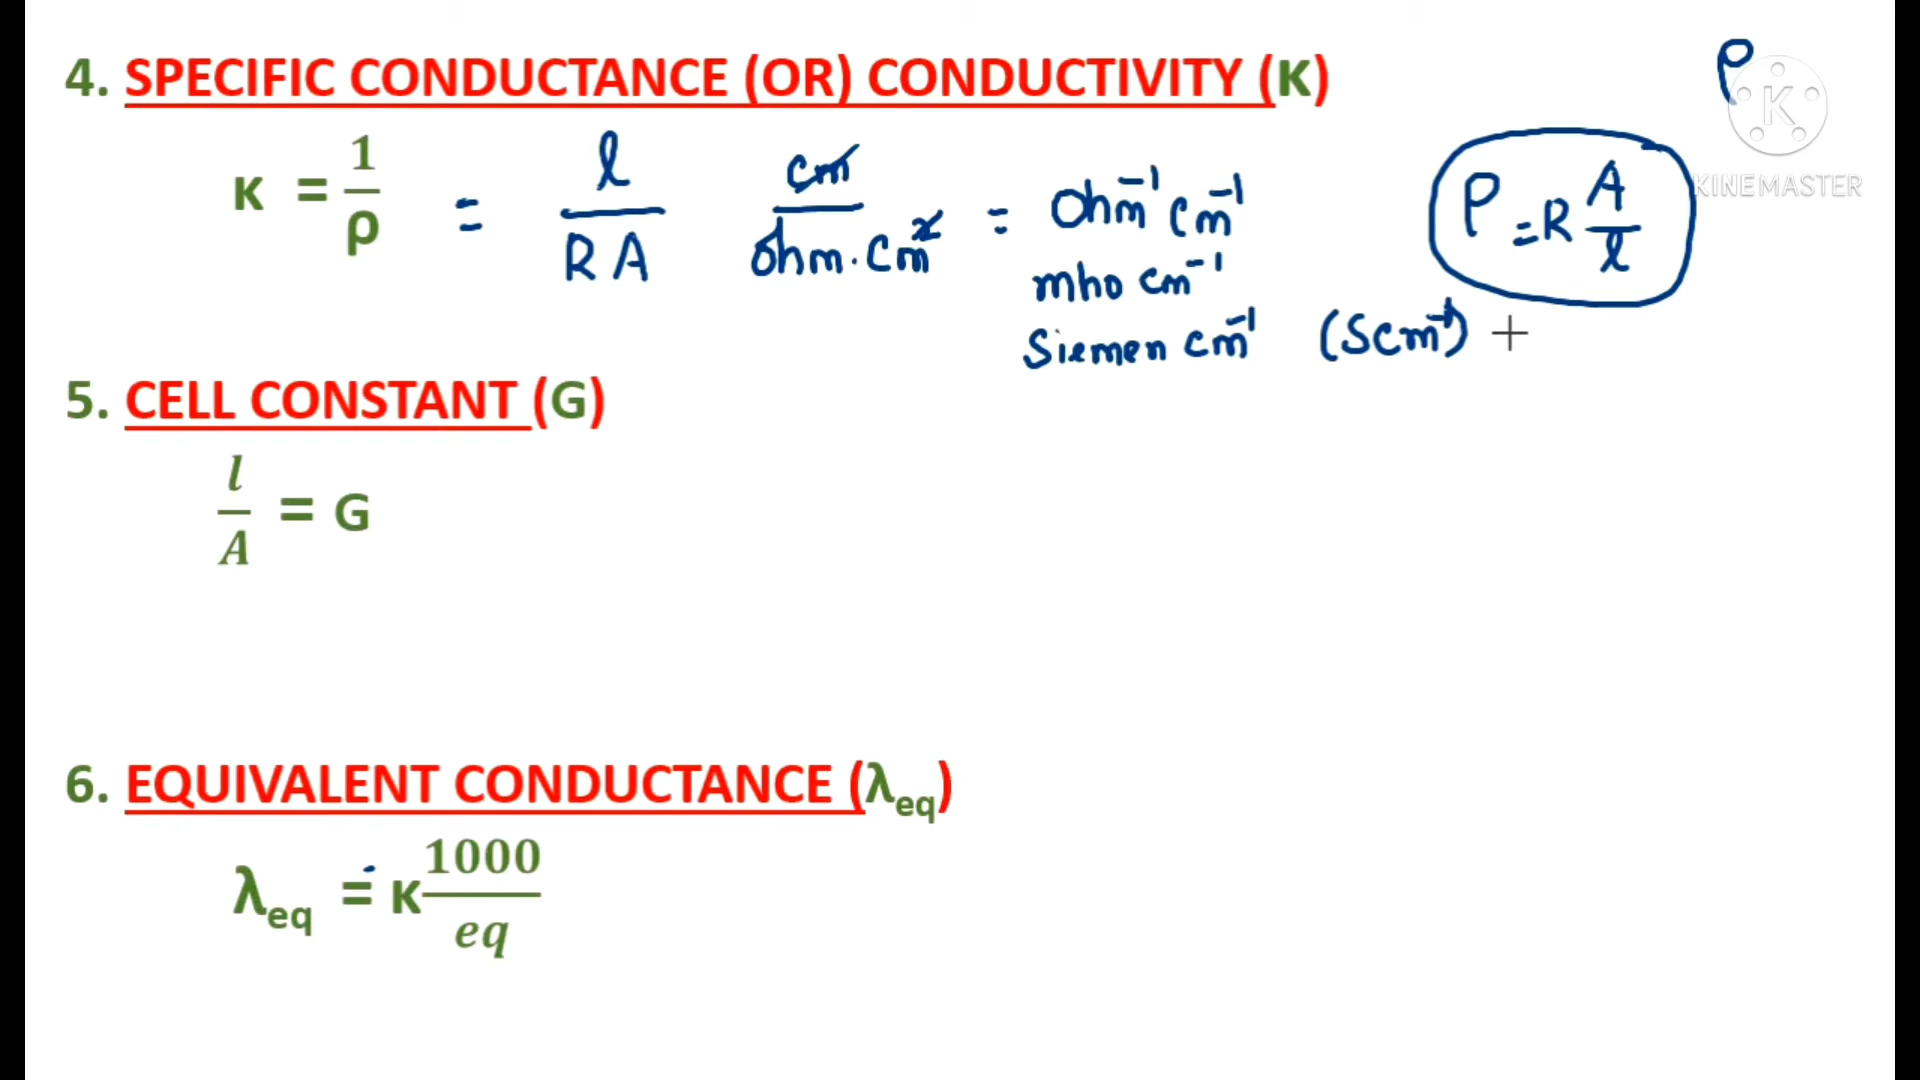 4. SPECIFIC CONDUCTANCE (OR) CONDUCTIVITY (κ)
ρ
K
KINEMASTER
κ = 1/ρ = l/RA cm/ohm.cm² = ohm⁻¹ cm⁻¹
ρ = R A/l
mho cm⁻¹
Siemen cm⁻¹ (Scm⁻¹)
5. CELL CONSTANT (G)
l/A = G
6. EQUIVALENT CONDUCTANCE (λeq)
λeq = κ 1000/eq